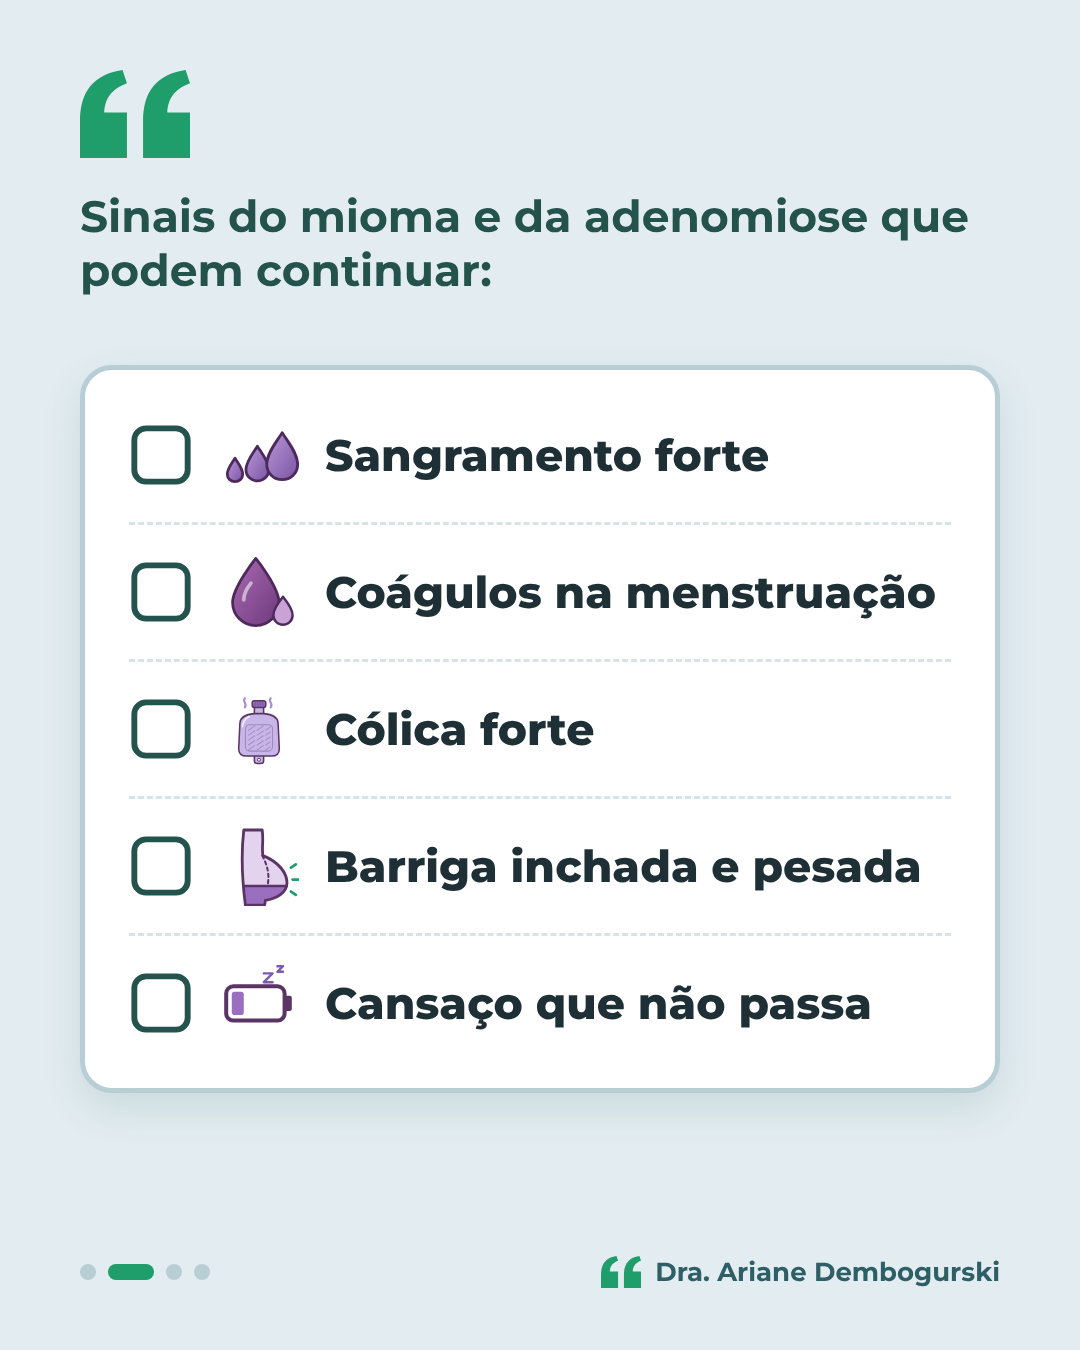 Sinais do mioma e da adenomiose que
podem continuar:
Sangramento forte
Coágulos na menstruação
Cólica forte
Barriga inchada e pesada
z z
Cansaço que não passa
Dra. Ariane Dembogurski